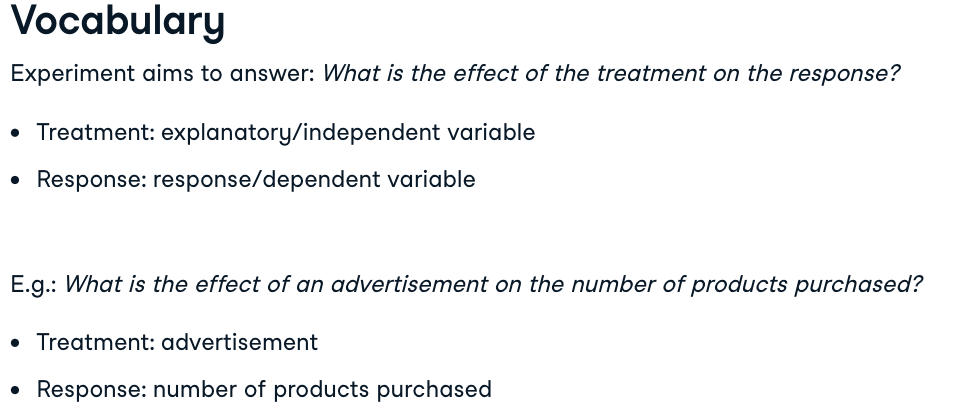 Vocabulary
Experiment aims to answer: What is the effect of the treatment on the response?
• Treatment: explanatory/independent variable
• Response: response/dependent variable
E.g.: What is the effect of an advertisement on the number of products purchased?
• Treatment: advertisement
• Response: number of products purchased